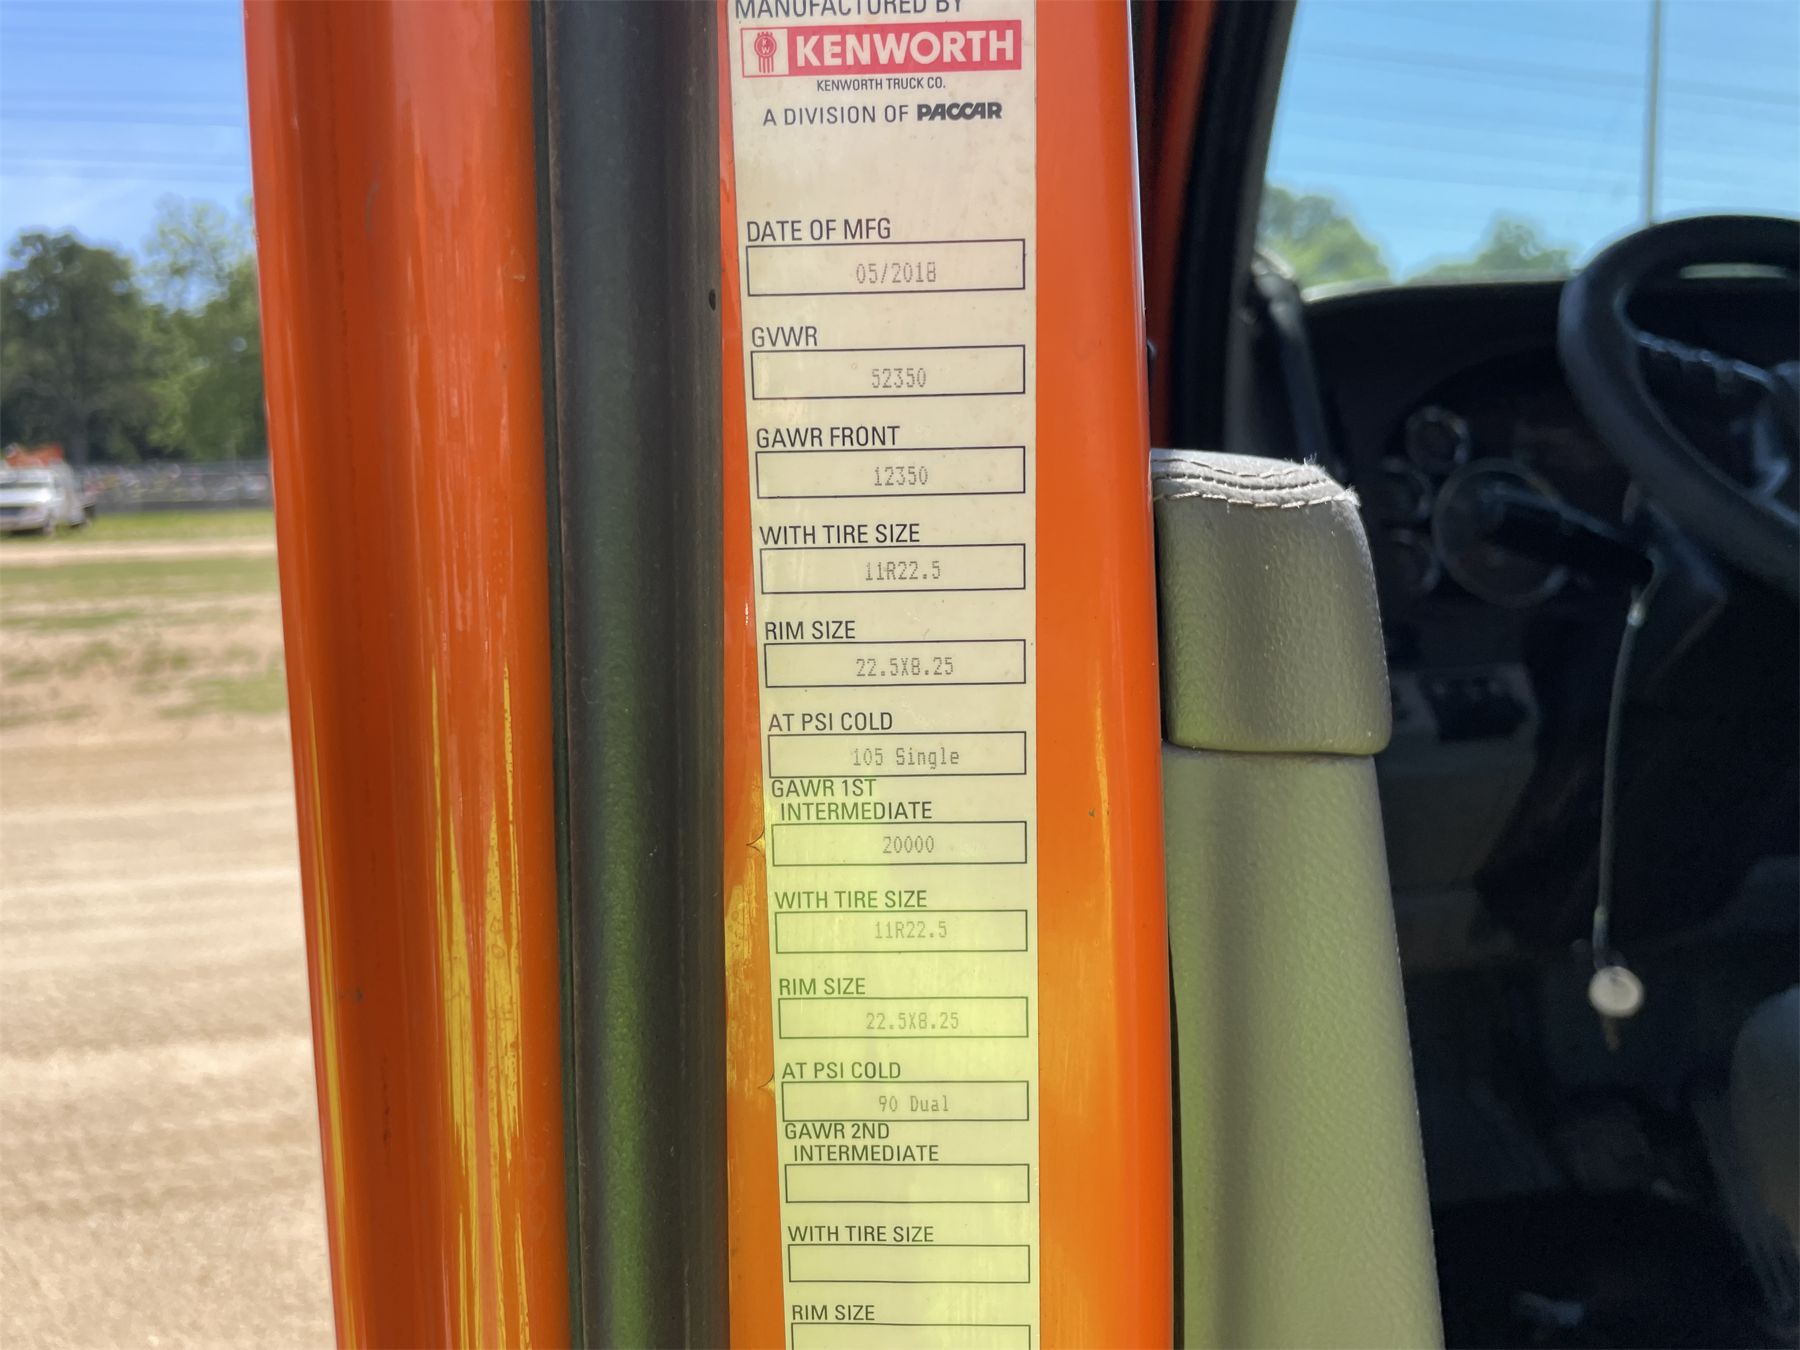 MANUFACTURED BY
KENWORTH
KENWORTH TRUCK CO.
A DIVISION OF PACCAR
DATE OF MFG
05/2018
GVWR
52350
GAWR FRONT
12350
WITH TIRE SIZE
11R22.5
RIM SIZE
22.5X8.25
AT PSI COLD
105 Single
GAWR 1ST
INTERMEDIATE
20000
WITH TIRE SIZE
11R22.5
RIM SIZE
22.5X8.25
AT PSI COLD
90 Dual
GAWR 2ND
INTERMEDIATE
WITH TIRE SIZE
RIM SIZE